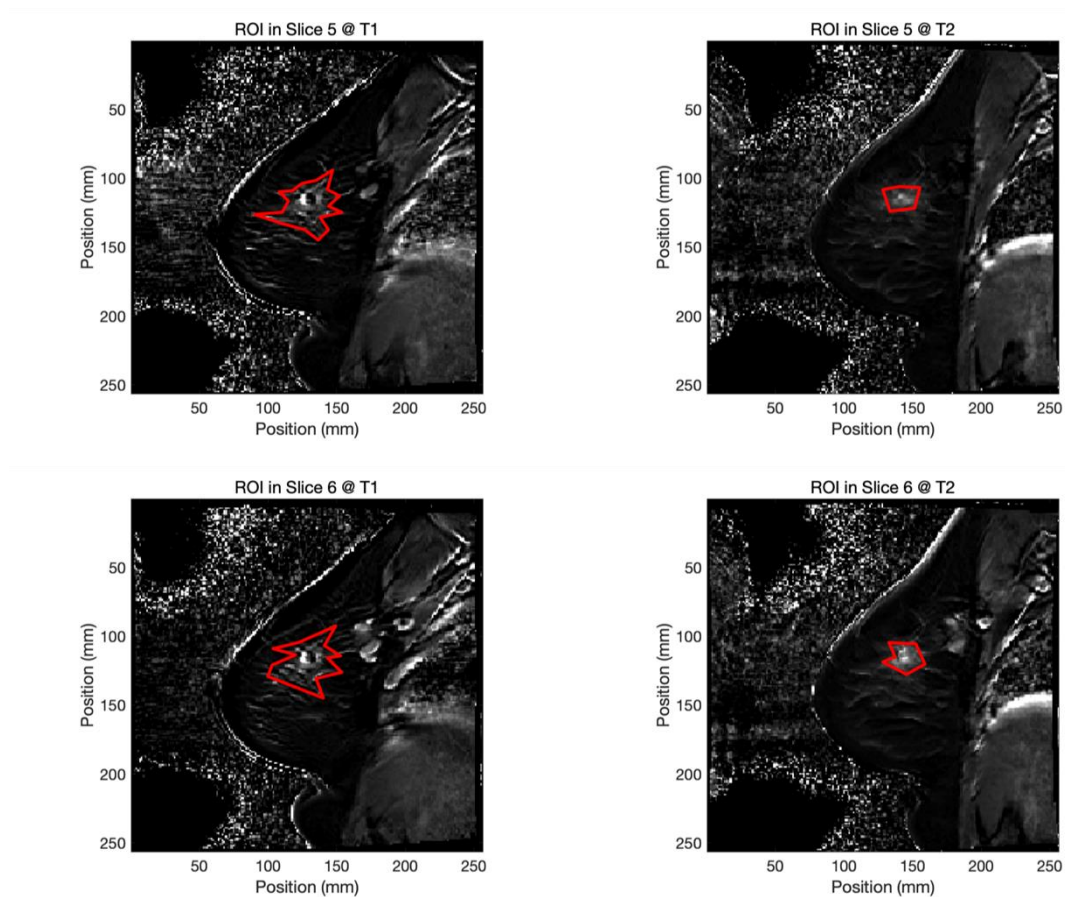 ROI in Slice 5 @ T1
50
100
150
200
250
Position (mm)
50 100 150 200 250
Position (mm)
ROI in Slice 5 @ T2
50
100
150
200
250
Position (mm)
50 100 150 200 250
Position (mm)
ROI in Slice 6 @ T1
50
100
150
200
250
Position (mm)
50 100 150 200 250
Position (mm)
ROI in Slice 6 @ T2
50
100
150
200
250
Position (mm)
50 100 150 200 250
Position (mm)